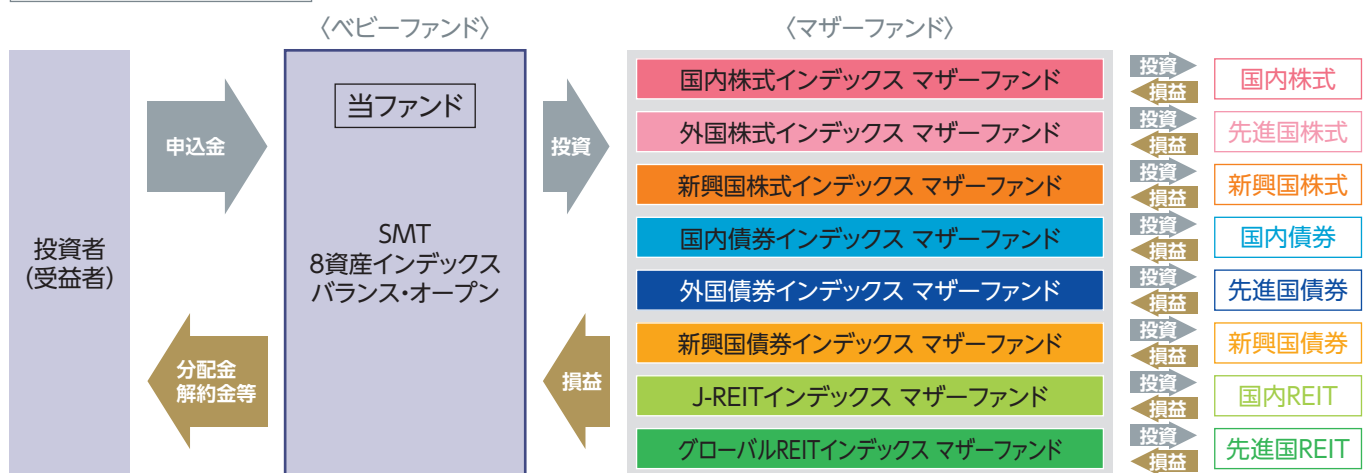 〈ベビーファンド〉
〈マザーファンド〉
投資者
(受益者)
申込金
分配金
解約金等
当ファンド
SMT
8資産インデックス
バランス・オープン
投資
損益
国内株式インデックス マザーファンド
投資
損益
国内株式
外国株式インデックス マザーファンド
投資
損益
先進国株式
新興国株式インデックス マザーファンド
投資
損益
新興国株式
国内債券インデックス マザーファンド
投資
損益
国内債券
外国債券インデックス マザーファンド
投資
損益
先進国債券
新興国債券インデックス マザーファンド
投資
損益
新興国債券
J-REITインデックス マザーファンド
投資
損益
国内REIT
グローバルREITインデックス マザーファンド
投資
損益
先進国REIT